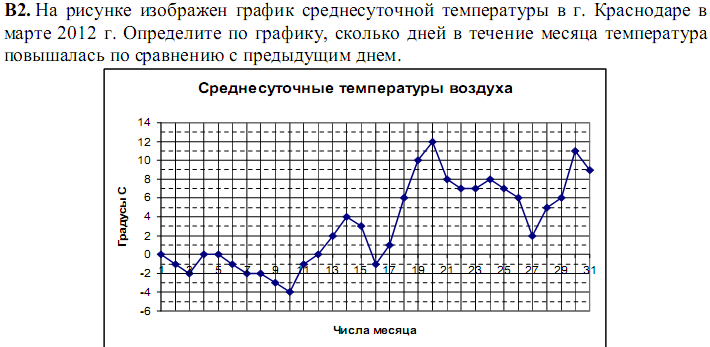 В2. На рисунке изображен график среднесуточной температуры в г. Краснодаре в
марте 2012 г. Определите по графику, сколько дней в течение месяца температура
повышалась по сравнению с предыдущим днем.
Среднесуточные температуры воздуха
Градусы С
14
12
10
8
6
4
2
0
-2
-4
-6
1 3 5 7 9 11 13 15 17 19 21 23 25 27 29 31
Числа месяца